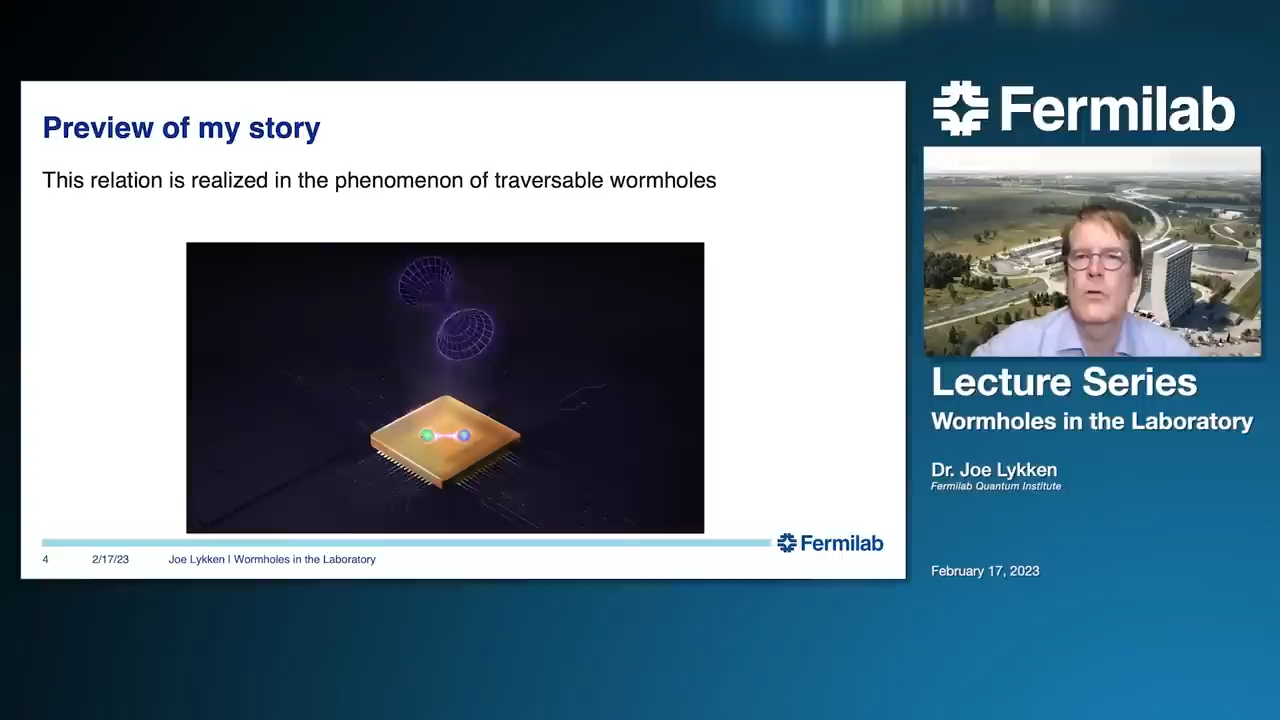 Preview of my story
This relation is realized in the phenomenon of traversable wormholes
4 2/17/23 Joe Lykken | Wormholes in the Laboratory
Fermilab
Fermilab
Lecture Series
Wormholes in the Laboratory
Dr. Joe Lykken
Fermilab Quantum Institute
February 17, 2023